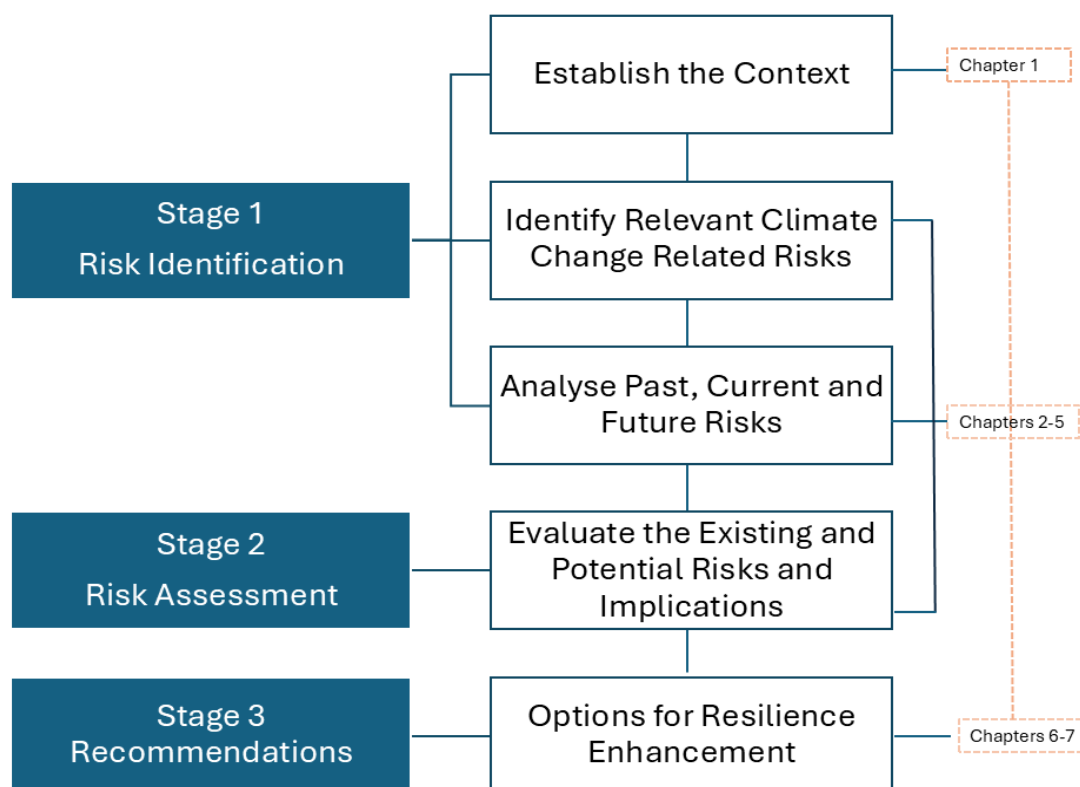 Establish the Context
Chapter 1
Stage 1
Risk Identification
Identify Relevant Climate
Change Related Risks
Analyse Past, Current and
Future Risks
Chapters 2-5
Stage 2
Risk Assessment
Evaluate the Existing and
Potential Risks and
Implications
Stage 3
Recommendations
Options for Resilience
Enhancement
Chapters 6-7